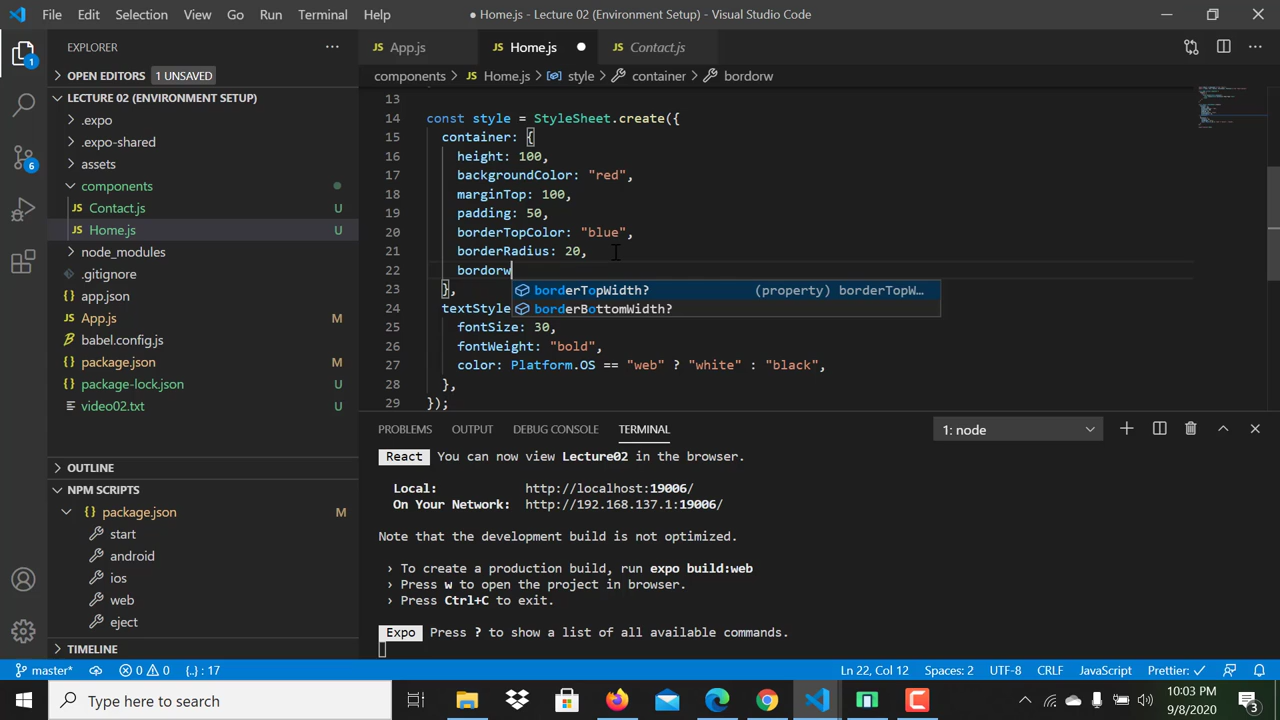 File Edit Selection View Go Run Terminal Help
● Home.js - Lecture 02 (Environment Setup) - Visual Studio Code
EXPLORER
OPEN EDITORS 1 UNSAVED
LECTURE 02 (ENVIRONMENT SETUP)
.expo
.expo-shared
assets
components
JS Contact.js U
JS Home.js U
node_modules
.gitignore
app.json
JS App.js M
babel.config.js
{} package.json M
{} package-lock.json U
video02.txt U
OUTLINE
NPM SCRIPTS
package.json M
start
android
ios
web
eject
TIMELINE
JS App.js JS Home.js ● JS Contact.js
components > JS Home.js > style > container > bordorw
13
14 const style = StyleSheet.create({
15 container: {
16 height: 100,
17 backgroundColor: "red",
18 marginTop: 100,
19 padding: 50,
20 borderTopColor: "blue",
21 borderRadius: 20,
22 bordorw
borderTopWidth? (property) borderTopW…
borderBottomWidth?
23 },
24 textStyle
25 fontSize: 30,
26 fontWeight: "bold",
27 color: Platform.OS == "web" ? "white" : "black",
28 },
29 });
PROBLEMS OUTPUT DEBUG CONSOLE TERMINAL 1: node
React You can now view Lecture02 in the browser.
Local: http://localhost:19006/
On Your Network: http://192.168.137.1:19006/
Note that the development build is not optimized.
› To create a production build, run expo build:web
› Press w to open the project in browser.
› Press Ctrl+C to exit.
Expo Press ? to show a list of all available commands.
master* 0 0 {..} : 17 Ln 22, Col 12 Spaces: 2 UTF-8 CRLF JavaScript Prettier: ✓
Type here to search
10:03 PM
9/8/2020
1
6
3